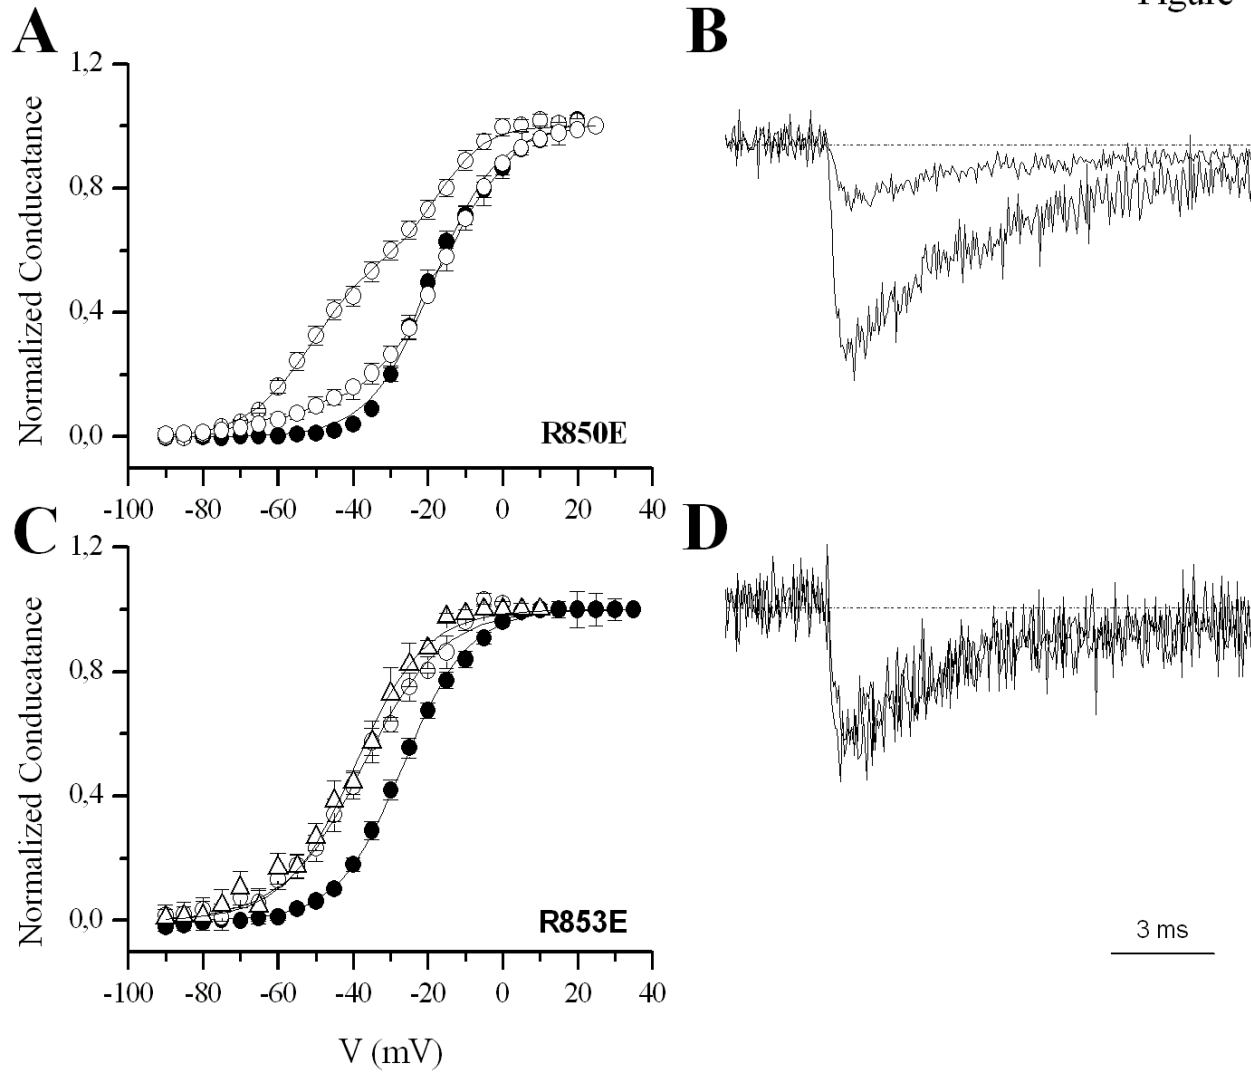 Figure
A
B
1,2
0,8
0,4
0,0
Normalized Conducatance
R850E
-100 -80 -60 -40 -20 0 20 40
C
D
1,2
0,8
0,4
0,0
Normalized Conducatance
R853E
3 ms
-100 -80 -60 -40 -20 0 20 40
V (mV)